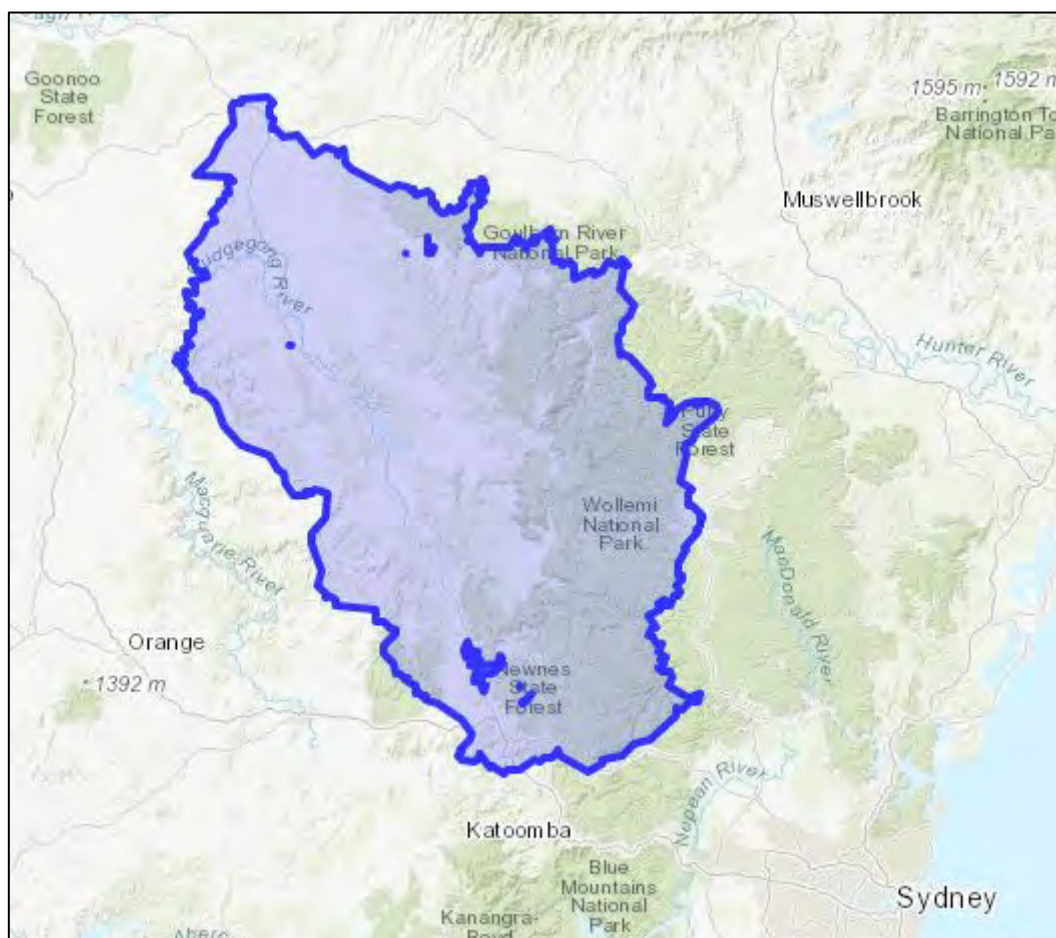 Goonoo
State
Forest
1595 m
1592 m
Barrington To
National Pa
Muswellbrook
Goulburn River
National Park
Cudgegong
River
Hunter River
Putty
State
Forest
Wollemi
National
Park
Macquarie River
MacDonald River
Orange
1392 m
Newnes
State
Forest
Nepean River
Katoomba
Blue
Mountains
National
Park
Sydney
Kanangra-
Boyd
Aberc